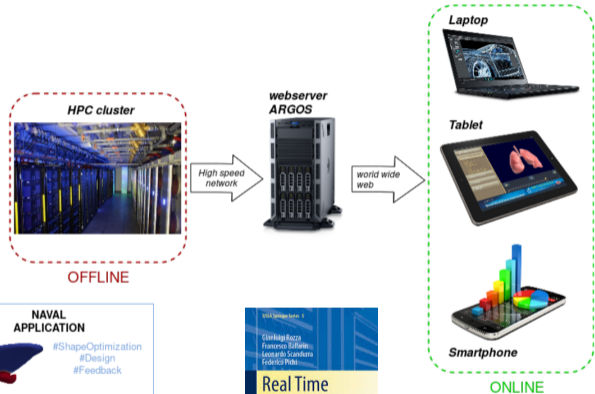 Laptop
HPC cluster
webserver
ARGOS
Tablet
High speed
network
world wide
web
OFFLINE
Smartphone
ONLINE
NAVAL
APPLICATION
#ShapeOptimization
#Design
#Feedback
Gianluigi Rozza
Francesco Ballarin
Leonardo Scandurra
Federico Pichi
Real Time